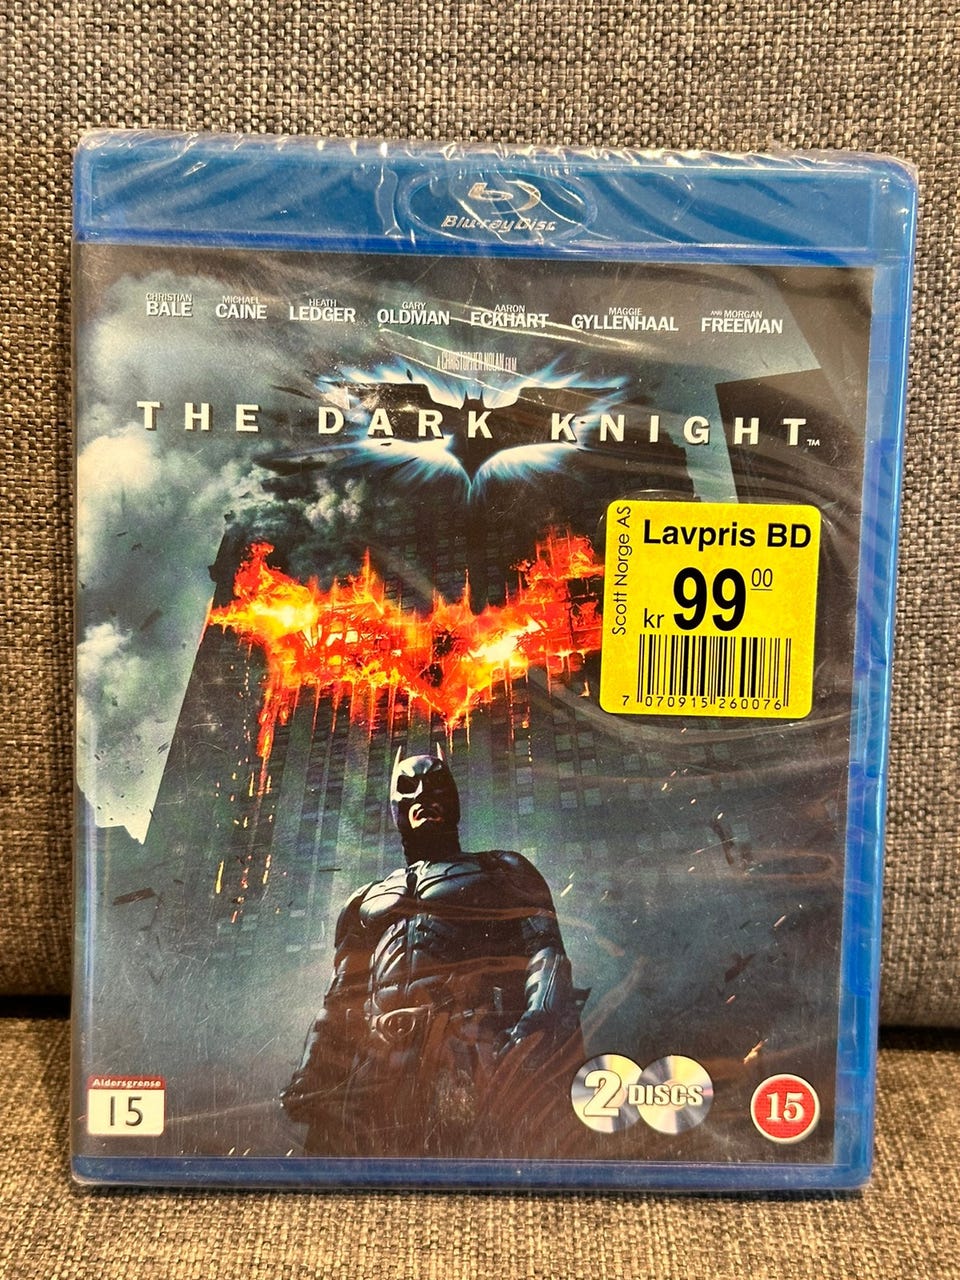 Blu-ray Disc
CHRISTIAN BALE MICHAEL CAINE HEATH LEDGER GARY OLDMAN AARON ECKHART MAGGIE GYLLENHAAL AND MORGAN FREEMAN
A CHRISTOPHER NOLAN FILM
THE DARK KNIGHT™
Scott Norge AS
Lavpris BD
kr 99 00
7 070915 260076
Aldersgrense
15
2 DISCS
15